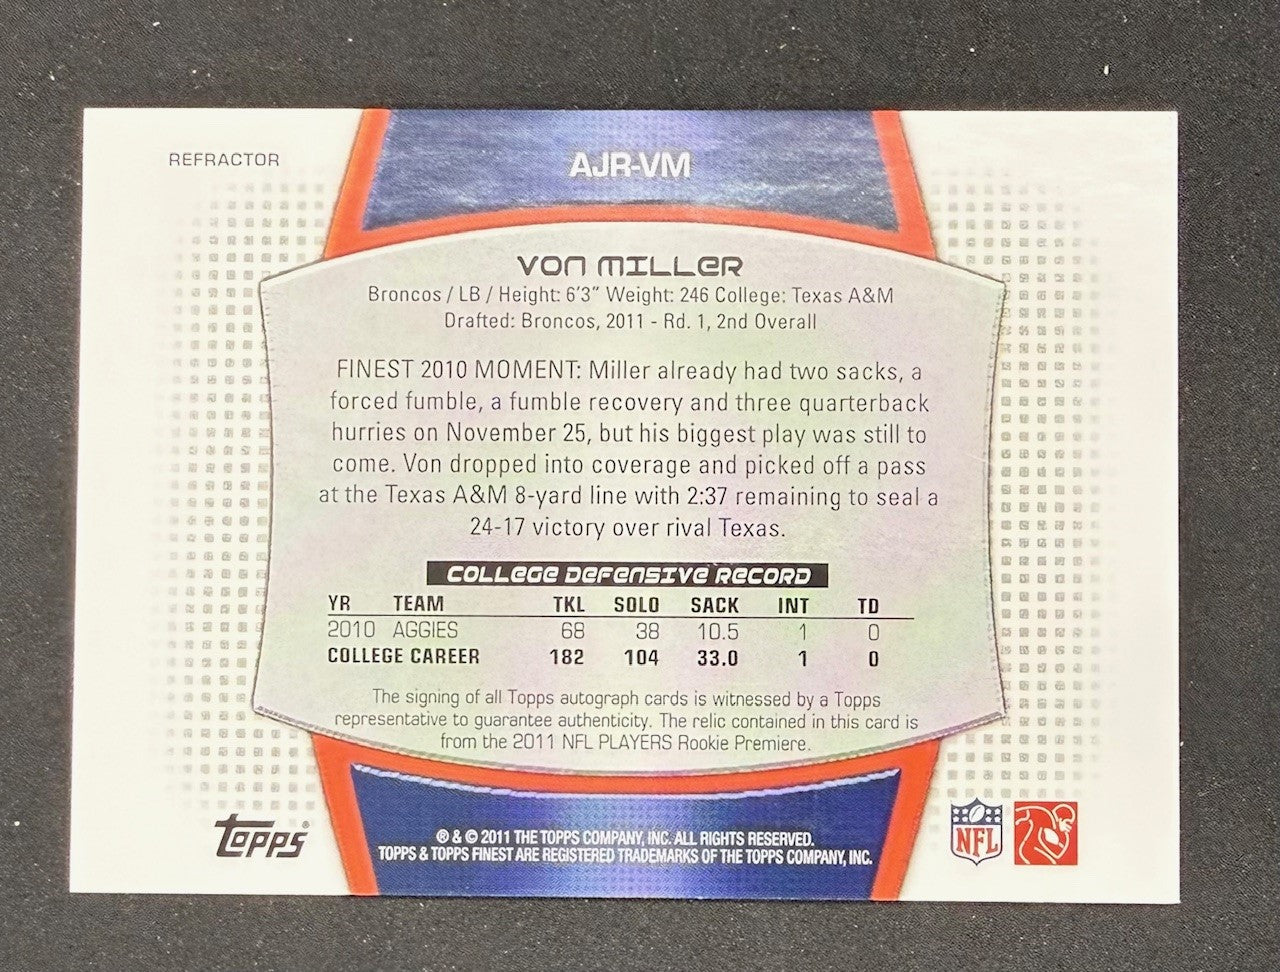 REFRACTOR
AJR-VM
VON MILLER
Broncos / LB / Height: 6'3" Weight: 246 College: Texas A&M
Drafted: Broncos, 2011 - Rd. 1, 2nd Overall
FINEST 2010 MOMENT: Miller already had two sacks, a
forced fumble, a fumble recovery and three quarterback
hurries on November 25, but his biggest play was still to
come. Von dropped into coverage and picked off a pass
at the Texas A&M 8-yard line with 2:37 remaining to seal a
24-17 victory over rival Texas.
COLLEGE DEFENSIVE RECORD
YR TEAM TKL SOLO SACK INT TD
2010 AGGIES 68 38 10.5 1 0
COLLEGE CAREER 182 104 33.0 1 0
The signing of all Topps autograph cards is witnessed by a Topps
representative to guarantee authenticity. The relic contained in this card is
from the 2011 NFL PLAYERS Rookie Premiere.
Topps®
® & © 2011 THE TOPPS COMPANY, INC. ALL RIGHTS RESERVED.
TOPPS & TOPPS FINEST ARE REGISTERED TRADEMARKS OF THE TOPPS COMPANY, INC.
NFL